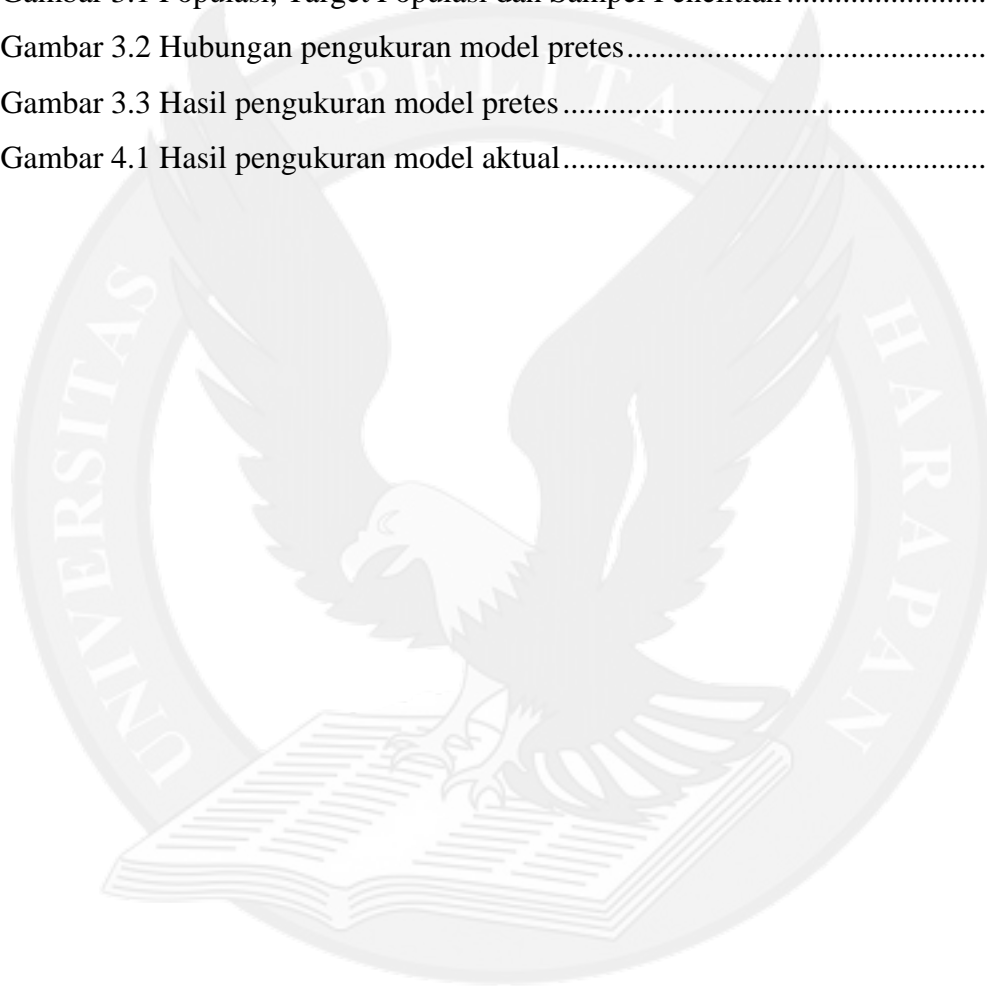 Gambar 3.1 Populasi, Target Populasi dan Sampel Penelitian........................
Gambar 3.2 Hubungan pengukuran model pretes.............................................
Gambar 3.3 Hasil pengukuran model pretes.....................................................
Gambar 4.1 Hasil pengukuran model aktual.....................................................
UNIVERSITAS PELITA HARAPAN